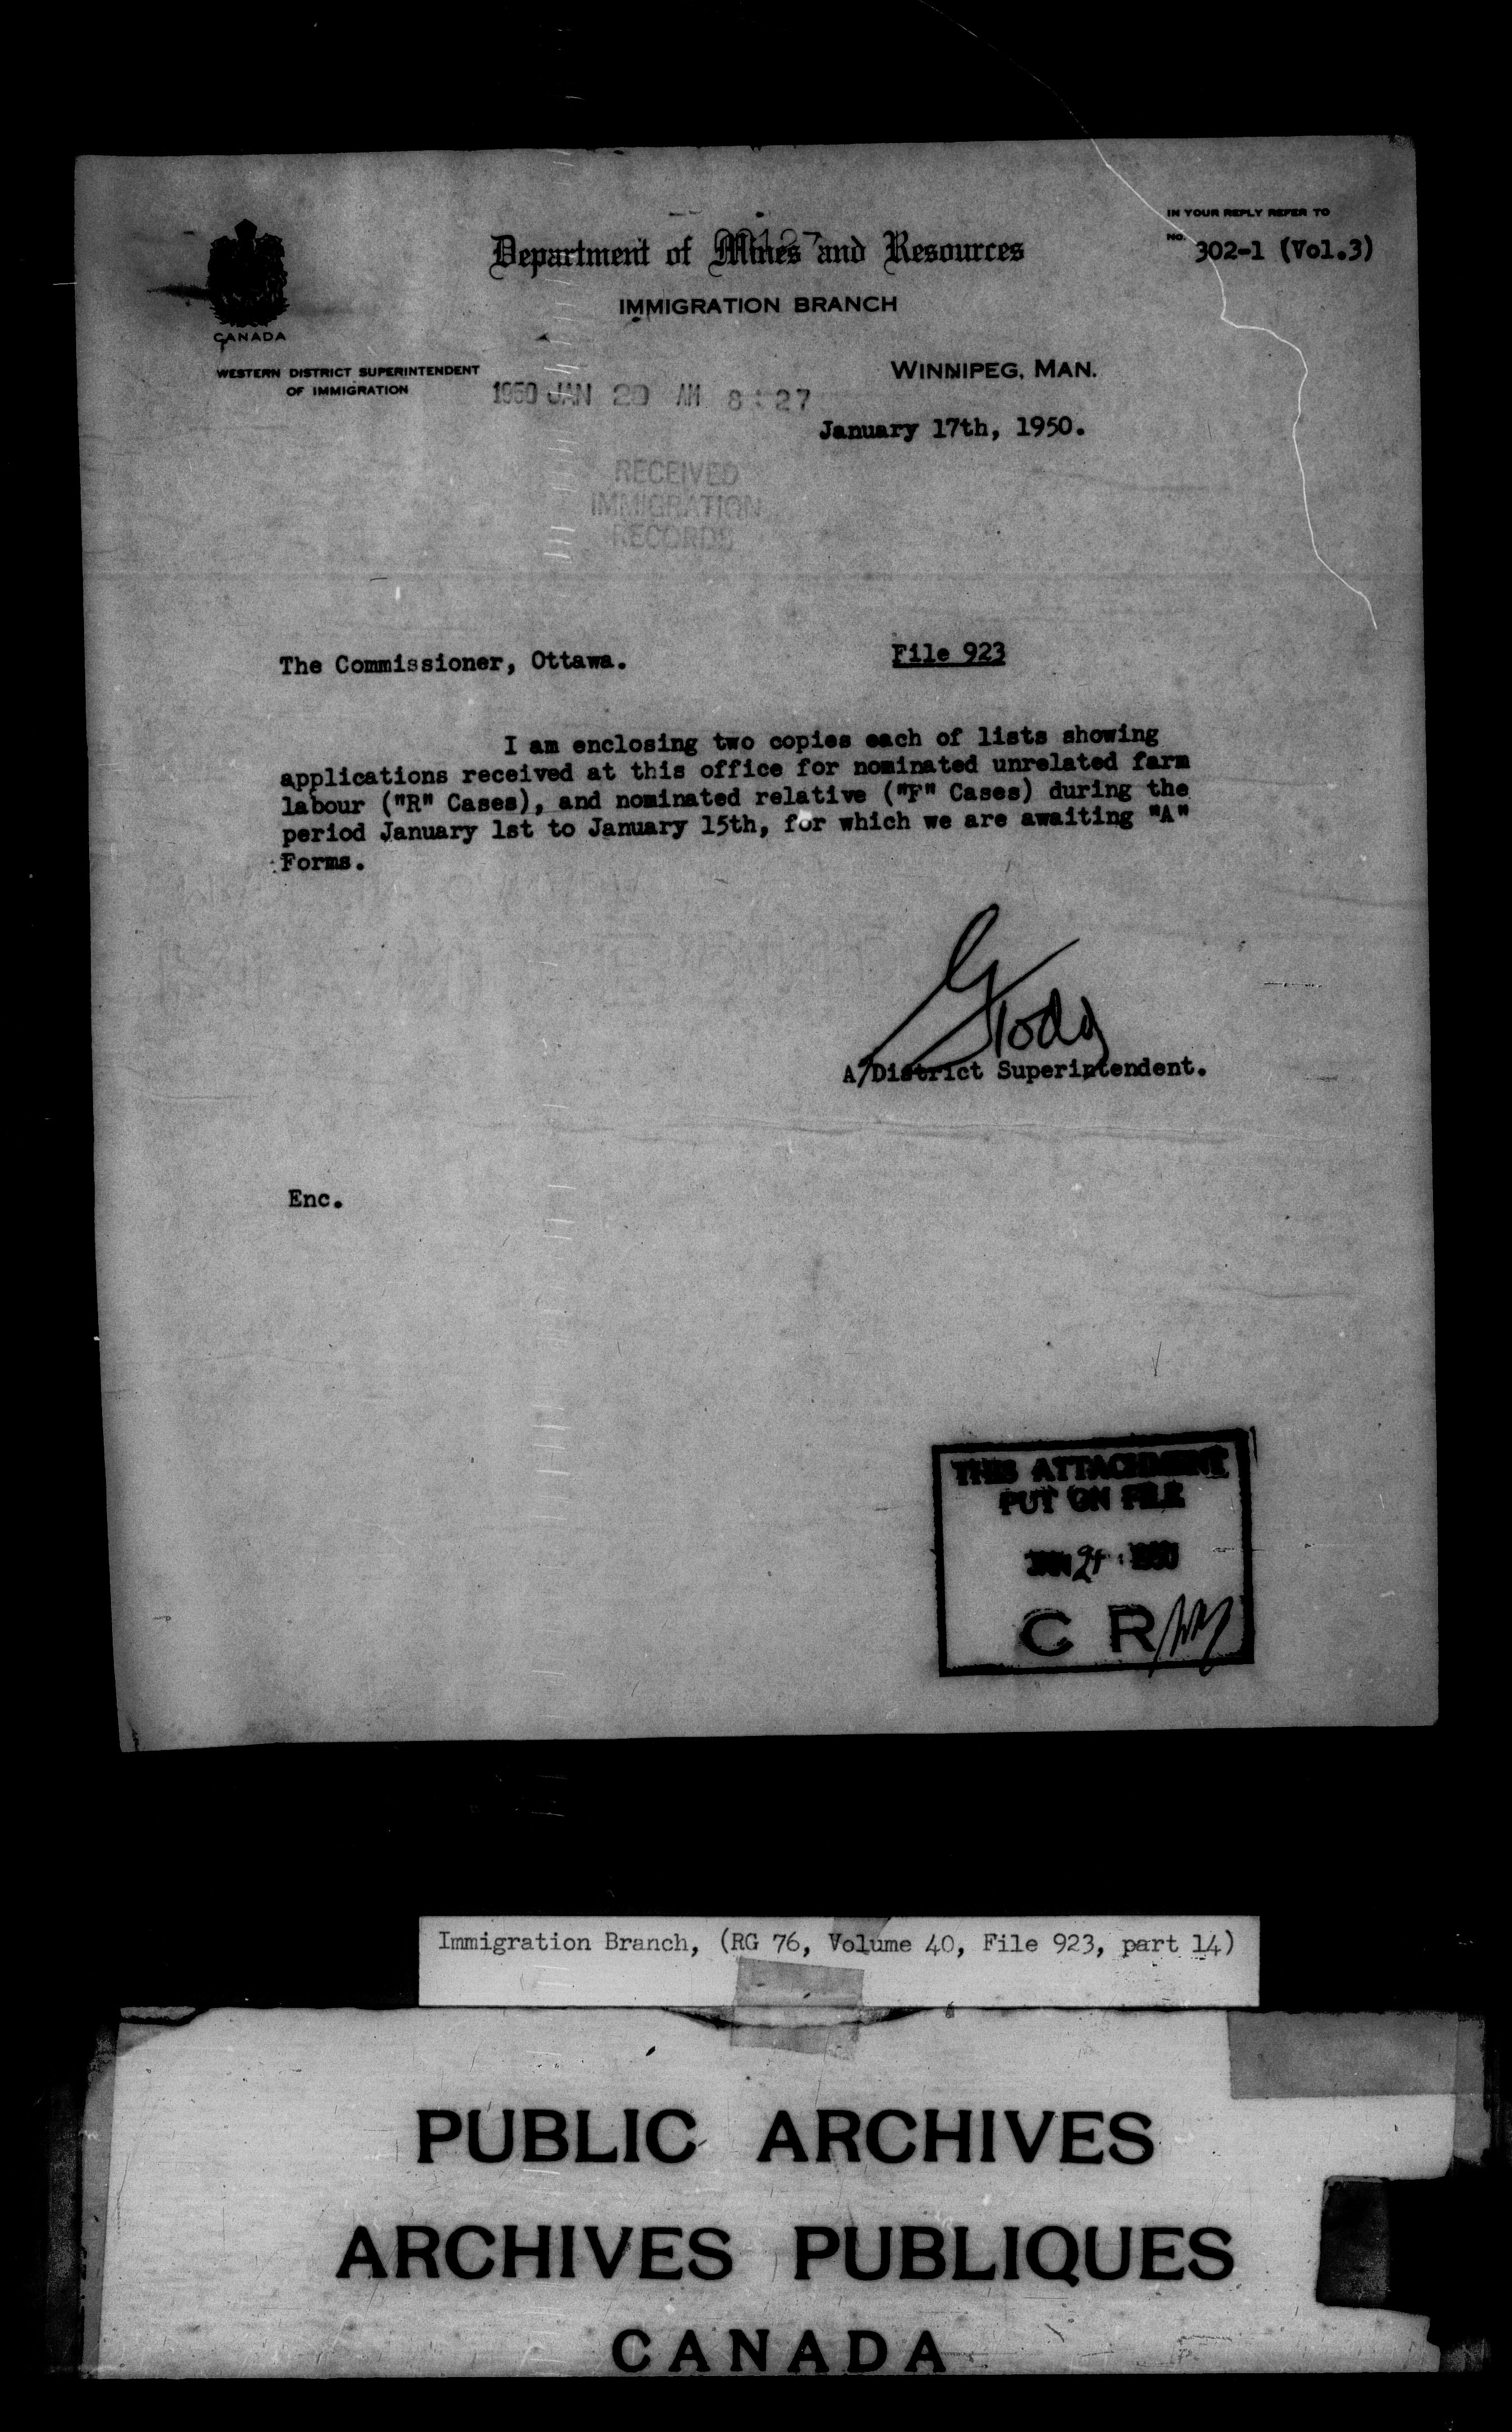 IN YOUR REPLY REFER TO
NO. 302-1 (Vol.3)
Department of Mines and Resources
IMMIGRATION BRANCH
CANADA
WESTERN DISTRICT SUPERINTENDENT
OF IMMIGRATION
WINNIPEG, MAN.
1950 JAN 20 AM 8:27
January 17th, 1950.
RECEIVED
IMMIGRATION
RECORDS
The Commissioner, Ottawa.
File 923
I am enclosing two copies each of lists showing
applications received at this office for nominated unrelated farm
labour ("R" Cases), and nominated relative ("F" Cases) during the
period January 1st to January 15th, for which we are awaiting "A"
Forms.
A/District Superintendent.
Enc.
THIS ATTACHMENT
PUT ON FILE
JAN 1950
C R
Immigration Branch, (RG 76, Volume 40, File 923, part 14)
PUBLIC ARCHIVES
ARCHIVES PUBLIQUES
CANADA